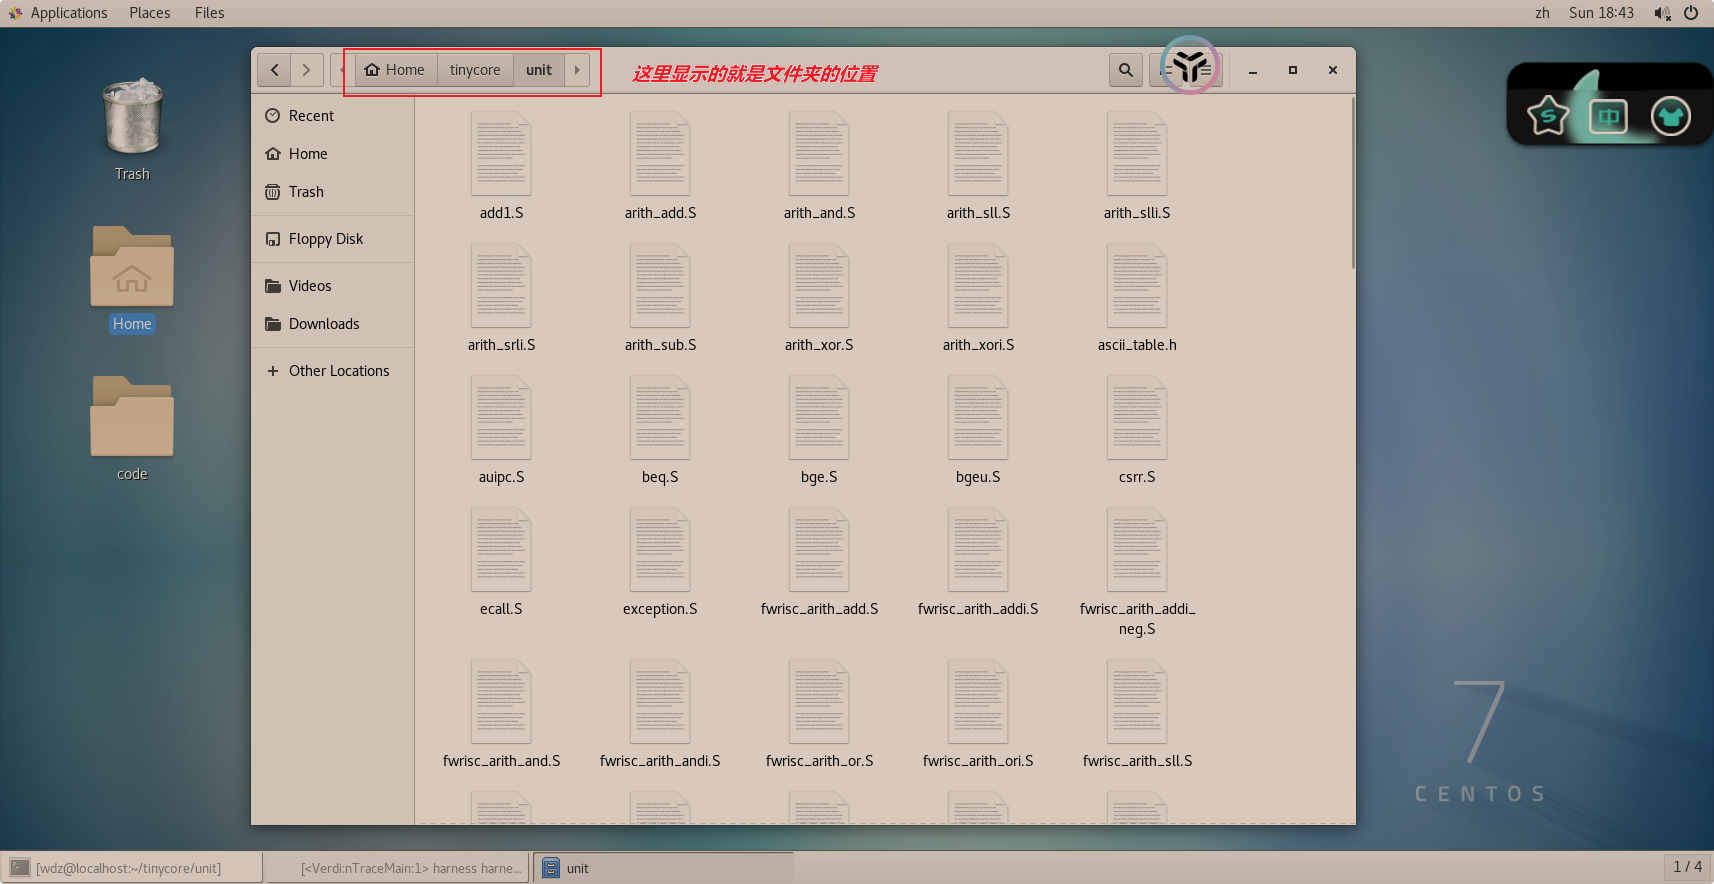 Applications Places Files
zh Sun 18:43
Home tinycore unit
这里显示的就是文件夹的位置
Trash
Home
code
Recent
Home
Trash
Floppy Disk
Videos
Downloads
Other Locations
add1.S arith_add.S arith_and.S arith_sll.S arith_slli.S
arith_srli.S arith_sub.S arith_xor.S arith_xori.S ascii_table.h
auipc.S beq.S bge.S bgeu.S csrr.S
ecall.S exception.S fwrisc_arith_add.S fwrisc_arith_addi.S fwrisc_arith_addi_
neg.S
fwrisc_arith_and.S fwrisc_arith_andi.S fwrisc_arith_or.S fwrisc_arith_ori.S fwrisc_arith_sll.S
S 中
7
CENTOS
[wdz@localhost:~/tinycore/unit] [<Verdi:nTraceMain:1> harness harne... unit 1 / 4